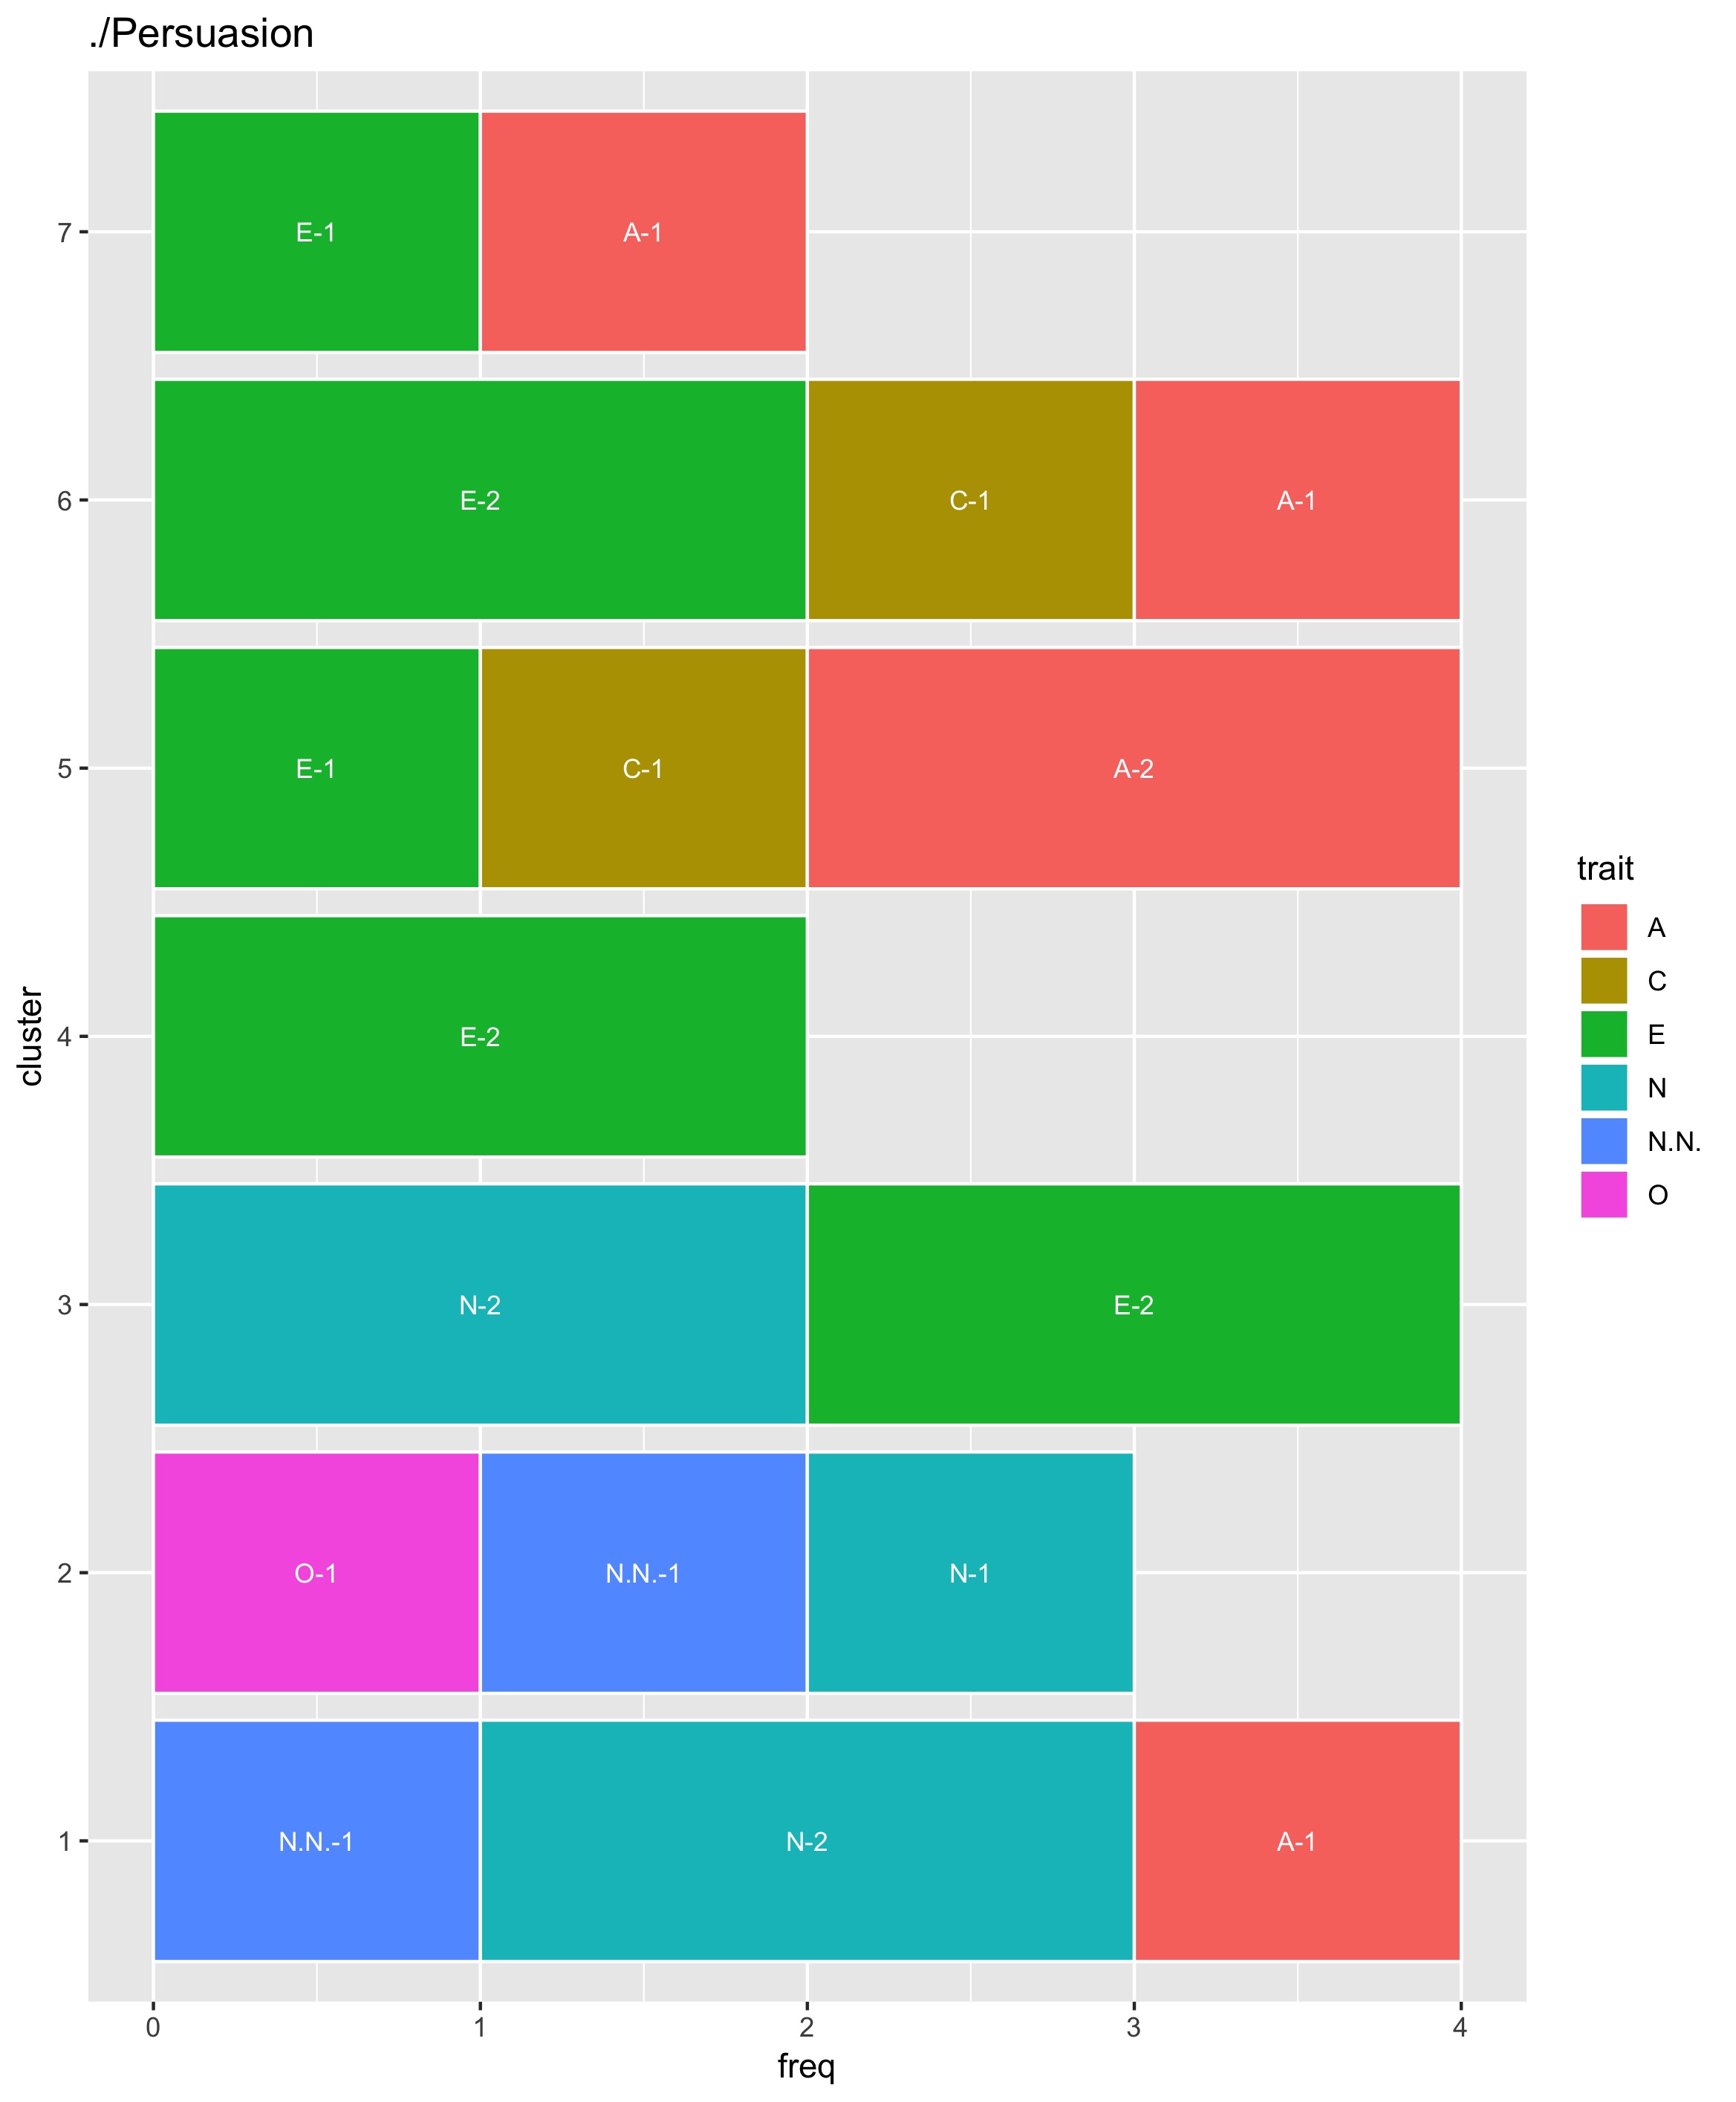 ./Persuasion
7
E-1 A-1
6
E-2 C-1 A-1
5
E-1 C-1 A-2
4
E-2
3
N-2 E-2
2
O-1 N.N.-1 N-1
1
N.N.-1 N-2 A-1
cluster
0 1 2 3 4
freq
trait
A
C
E
N
N.N.
O